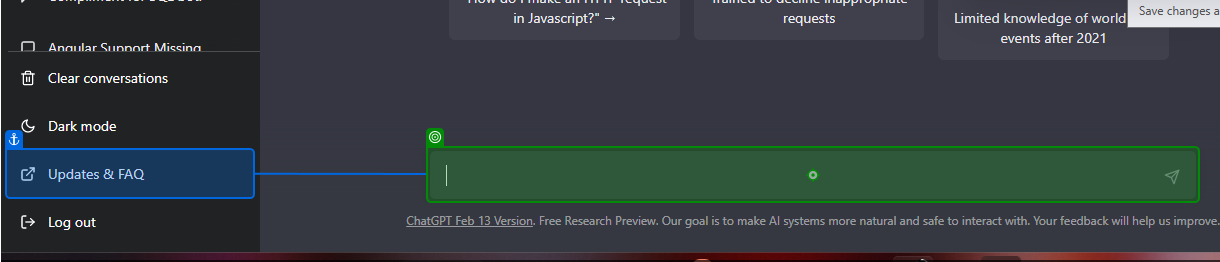 Angular Support Missing
Clear conversations
Dark mode
Updates & FAQ
Log out
"How do I make an HTTP request
in Javascript?" →
Trained to decline inappropriate
requests
Limited knowledge of world and
events after 2021
Save changes a
ChatGPT Feb 13 Version. Free Research Preview. Our goal is to make AI systems more natural and safe to interact with. Your feedback will help us improve.